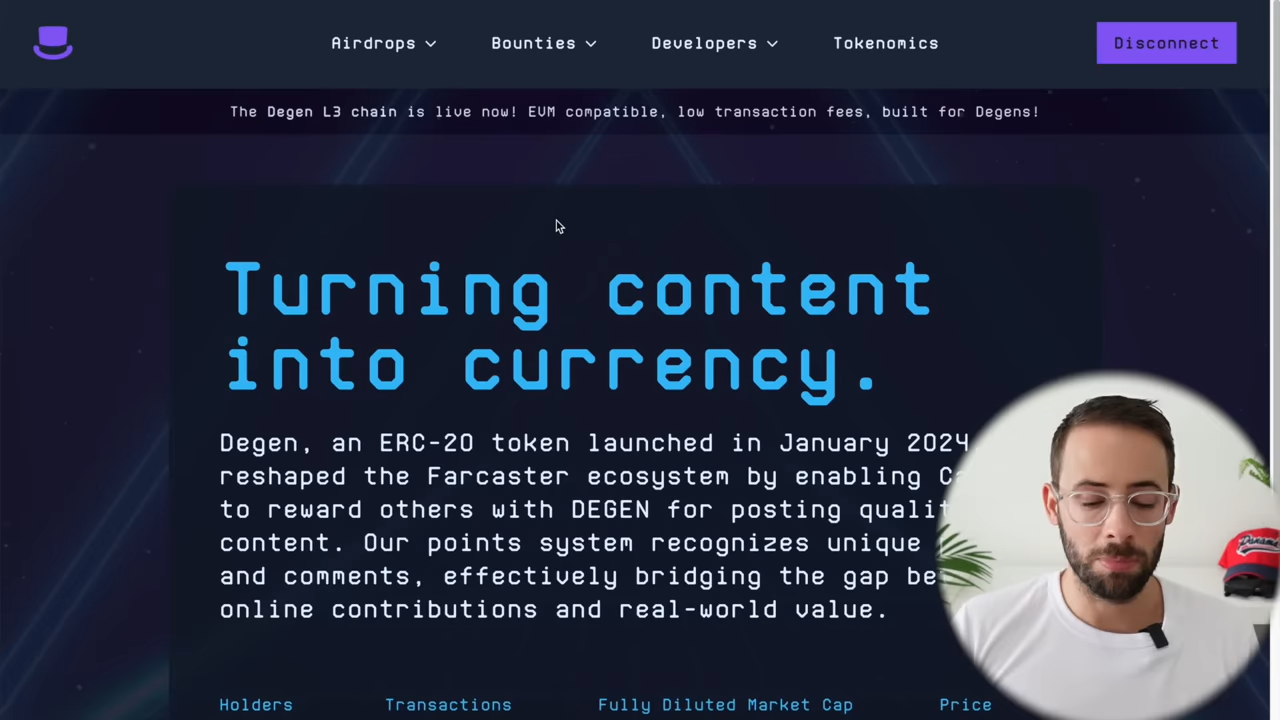 Airdrops Bounties Developers Tokenomics Disconnect
The Degen L3 chain is live now! EVM compatible, low transaction fees, built for Degens!
Turning content
into currency.
Degen, an ERC-20 token launched in January 2024
reshaped the Farcaster ecosystem by enabling
to reward others with DEGEN for posting
content. Our points system recognizes unique
and comments, effectively bridging the gap
online contributions and real-world value.
Holders Transactions Fully Diluted Market Cap Price